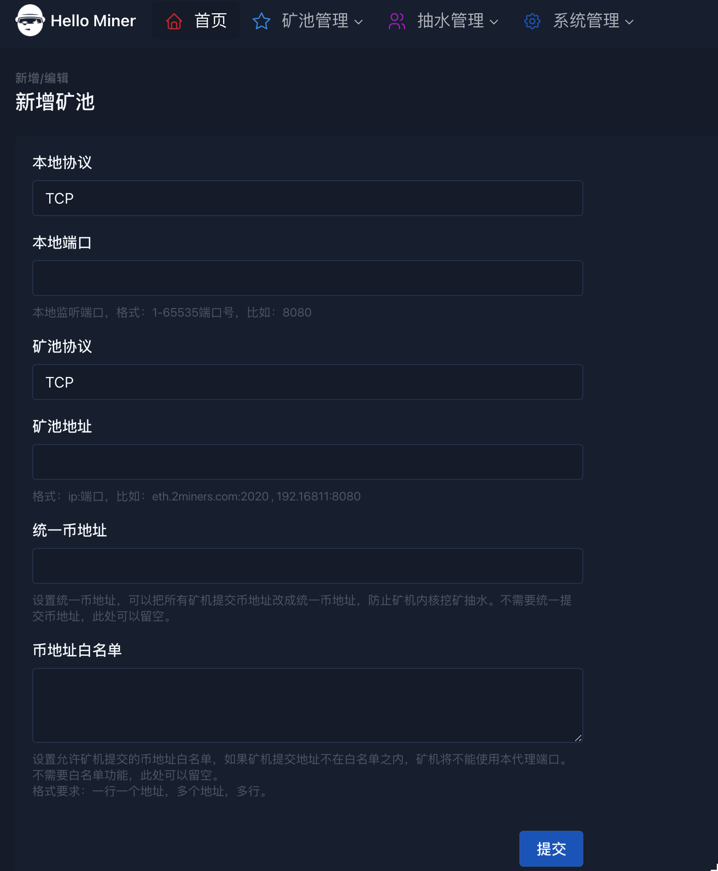 Hello Miner 首页 矿池管理 抽水管理 系统管理
新增/编辑
新增矿池
本地协议
TCP
本地端口
本地监听端口，格式：1-65535端口号，比如：8080
矿池协议
TCP
矿池地址
格式：ip:端口，比如：eth.2miners.com:2020 , 192.16811:8080
统一币地址
设置统一币地址，可以把所有矿机提交币地址改成统一币地址，防止矿机内核挖矿抽水。不需要统一提
交币地址，此处可以留空。
币地址白名单
设置允许矿机提交的币地址白名单，如果矿机提交地址不在白名单之内，矿机将不能使用本代理端口。
不需要白名单功能，此处可以留空。
格式要求：一行一个地址，多个地址，多行。
提交